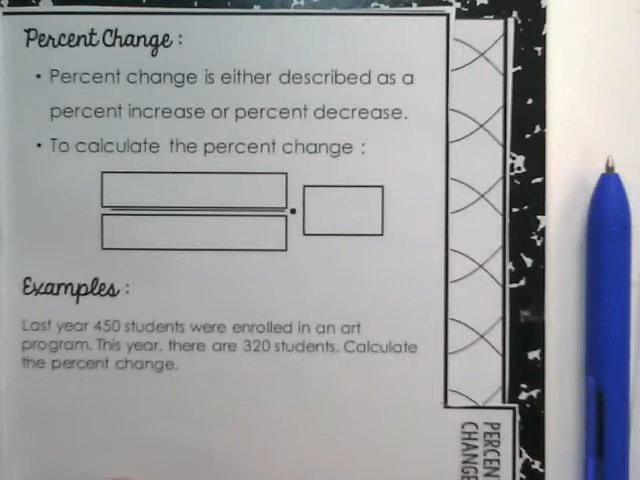 Percent Change :
• Percent change is either described as a
percent increase or percent decrease.
• To calculate the percent change :
Examples :
Last year 450 students were enrolled in an art
program. This year, there are 320 students. Calculate
the percent change.
PERCEN
CHANGE